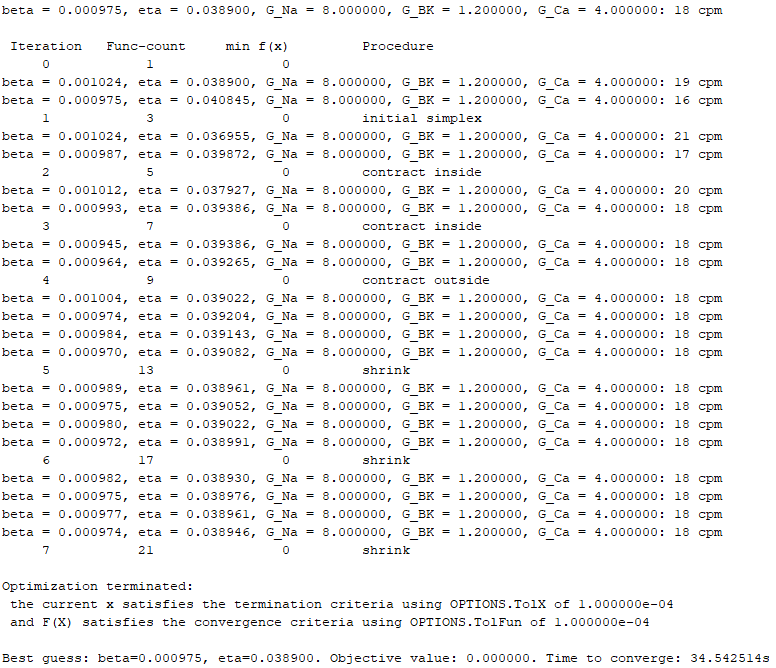 beta = 0.000975, eta = 0.038900, G_Na = 8.000000, G_BK = 1.200000, G_Ca = 4.000000: 18 cpm
Iteration Func-count min f(x) Procedure
0 1 0
beta = 0.001024, eta = 0.038900, G_Na = 8.000000, G_BK = 1.200000, G_Ca = 4.000000: 19 cpm
beta = 0.000975, eta = 0.040845, G_Na = 8.000000, G_BK = 1.200000, G_Ca = 4.000000: 16 cpm
1 3 0 initial simplex
beta = 0.001024, eta = 0.036955, G_Na = 8.000000, G_BK = 1.200000, G_Ca = 4.000000: 21 cpm
beta = 0.000987, eta = 0.039872, G_Na = 8.000000, G_BK = 1.200000, G_Ca = 4.000000: 17 cpm
2 5 0 contract inside
beta = 0.001012, eta = 0.037927, G_Na = 8.000000, G_BK = 1.200000, G_Ca = 4.000000: 20 cpm
beta = 0.000993, eta = 0.039386, G_Na = 8.000000, G_BK = 1.200000, G_Ca = 4.000000: 18 cpm
3 7 0 contract inside
beta = 0.000945, eta = 0.039386, G_Na = 8.000000, G_BK = 1.200000, G_Ca = 4.000000: 18 cpm
beta = 0.000964, eta = 0.039265, G_Na = 8.000000, G_BK = 1.200000, G_Ca = 4.000000: 18 cpm
4 9 0 contract outside
beta = 0.001004, eta = 0.039022, G_Na = 8.000000, G_BK = 1.200000, G_Ca = 4.000000: 18 cpm
beta = 0.000974, eta = 0.039204, G_Na = 8.000000, G_BK = 1.200000, G_Ca = 4.000000: 18 cpm
beta = 0.000984, eta = 0.039143, G_Na = 8.000000, G_BK = 1.200000, G_Ca = 4.000000: 18 cpm
beta = 0.000970, eta = 0.039082, G_Na = 8.000000, G_BK = 1.200000, G_Ca = 4.000000: 18 cpm
5 13 0 shrink
beta = 0.000989, eta = 0.038961, G_Na = 8.000000, G_BK = 1.200000, G_Ca = 4.000000: 18 cpm
beta = 0.000975, eta = 0.039052, G_Na = 8.000000, G_BK = 1.200000, G_Ca = 4.000000: 18 cpm
beta = 0.000980, eta = 0.039022, G_Na = 8.000000, G_BK = 1.200000, G_Ca = 4.000000: 18 cpm
beta = 0.000972, eta = 0.038991, G_Na = 8.000000, G_BK = 1.200000, G_Ca = 4.000000: 18 cpm
6 17 0 shrink
beta = 0.000982, eta = 0.038930, G_Na = 8.000000, G_BK = 1.200000, G_Ca = 4.000000: 18 cpm
beta = 0.000975, eta = 0.038976, G_Na = 8.000000, G_BK = 1.200000, G_Ca = 4.000000: 18 cpm
beta = 0.000977, eta = 0.038961, G_Na = 8.000000, G_BK = 1.200000, G_Ca = 4.000000: 18 cpm
beta = 0.000974, eta = 0.038946, G_Na = 8.000000, G_BK = 1.200000, G_Ca = 4.000000: 18 cpm
7 21 0 shrink
Optimization terminated:
the current x satisfies the termination criteria using OPTIONS.TolX of 1.000000e-04
and F(X) satisfies the convergence criteria using OPTIONS.TolFun of 1.000000e-04
Best guess: beta=0.000975, eta=0.038900. Objective value: 0.000000. Time to converge: 34.542514s